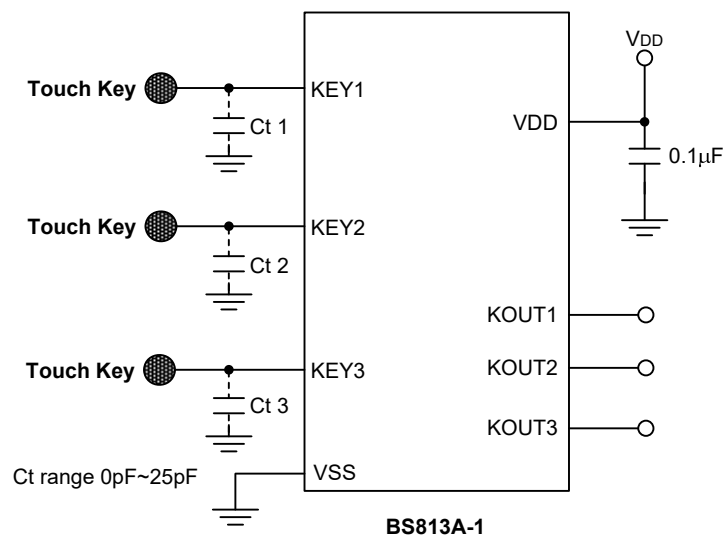 VDD
Touch Key
KEY1
Ct 1
VDD
0.1μF
Touch Key
KEY2
Ct 2
KOUT1
KOUT2
Touch Key
KEY3
Ct 3
KOUT3
Ct range 0pF~25pF
VSS
BS813A-1